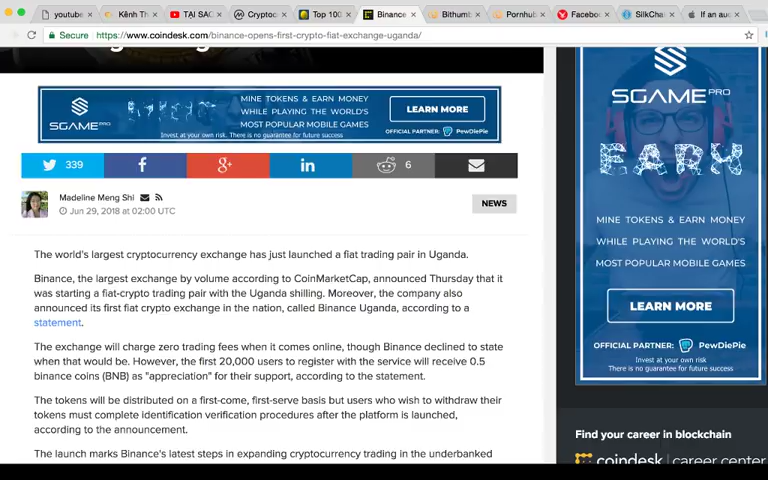 youtube
Kênh Th
TẠI SAO
Cryptoc
Top 100
Binance
Bithumb
Pornhub
Faceboo
SilkChai
If an aud
Secure https://www.coindesk.com/binance-opens-first-crypto-fiat-exchange-uganda/
SGAMEPRO
MINE TOKENS & EARN MONEY
WHILE PLAYING THE WORLD'S
MOST POPULAR MOBILE GAMES
Invest at your own risk. There is no guarantee for future success
LEARN MORE
OFFICIAL PARTNER: PewDiePie
339
f
g+
in
6
Madeline Meng Shi
Jun 29, 2018 at 02:00 UTC
NEWS
The world's largest cryptocurrency exchange has just launched a fiat trading pair in Uganda.
Binance, the largest exchange by volume according to CoinMarketCap, announced Thursday that it
was starting a fiat-crypto trading pair with the Uganda shilling. Moreover, the company also
announced its first fiat crypto exchange in the nation, called Binance Uganda, according to a
statement.
The exchange will charge zero trading fees when it comes online, though Binance declined to state
when that would be. However, the first 20,000 users to register with the service will receive 0.5
binance coins (BNB) as "appreciation" for their support, according to the statement.
The tokens will be distributed on a first-come, first-serve basis but users who wish to withdraw their
tokens must complete identification verification procedures after the platform is launched,
according to the announcement.
The launch marks Binance's latest steps in expanding cryptocurrency trading in the underbanked
SGAMEPRO
EARN
MINE TOKENS & EARN MONEY
WHILE PLAYING THE WORLD'S
MOST POPULAR MOBILE GAMES
LEARN MORE
OFFICIAL PARTNER: PewDiePie
Invest at your own risk
There is no guarantee for future success
Find your career in blockchain
coindesk career center